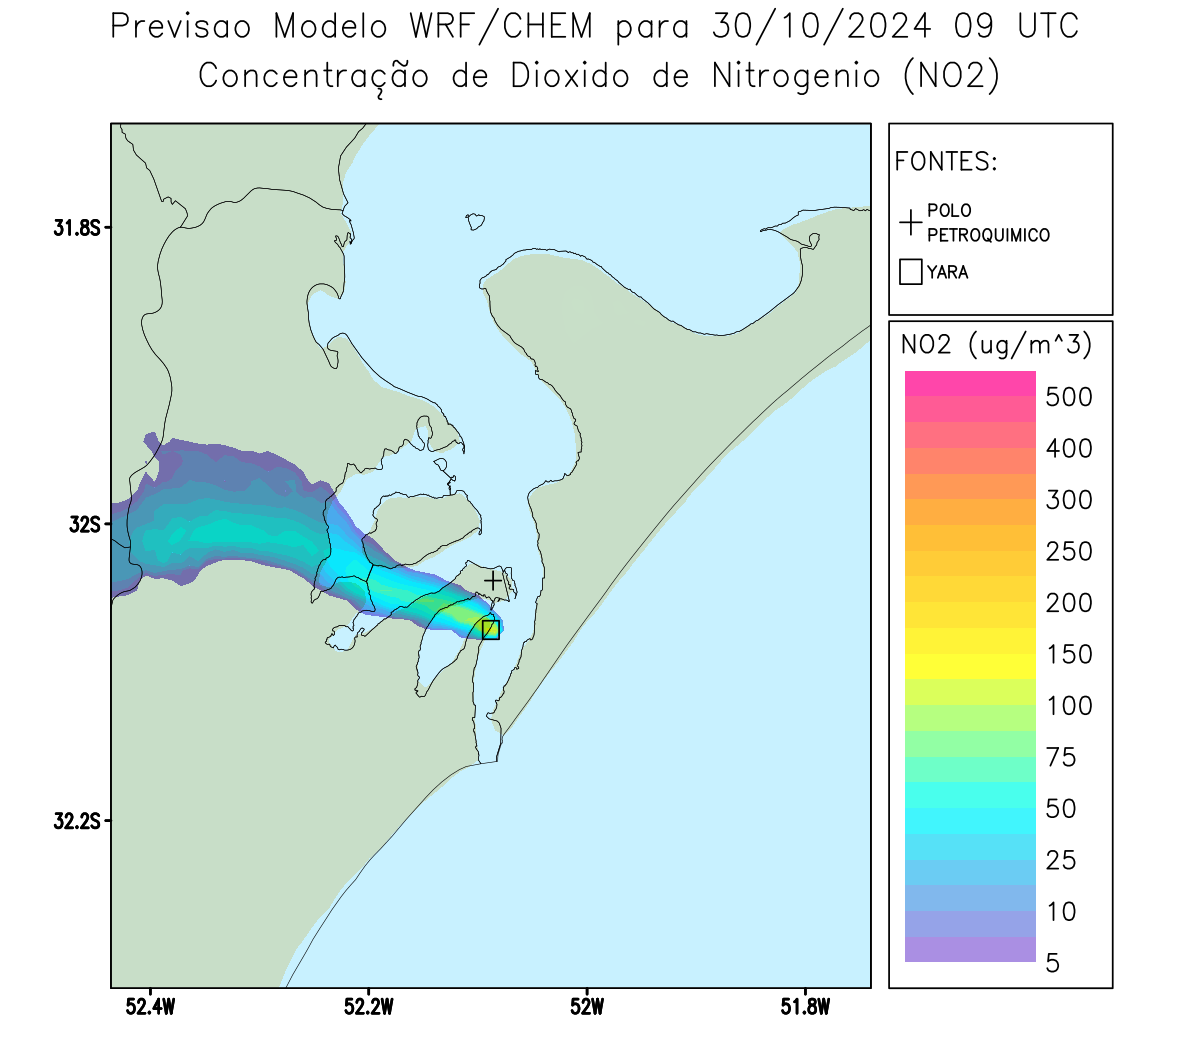 Previsao Modelo WRF/CHEM para 30/10/2024 09 UTC
Concentração de Dioxido de Nitrogenio (NO2)
FONTES:
POLO
PETROQUIMICO
YARA
NO2 (ug/m^3)
500
400
300
250
200
150
100
75
50
25
10
5
31.8S
32S
32.2S
52.4W
52.2W
52W
51.8W